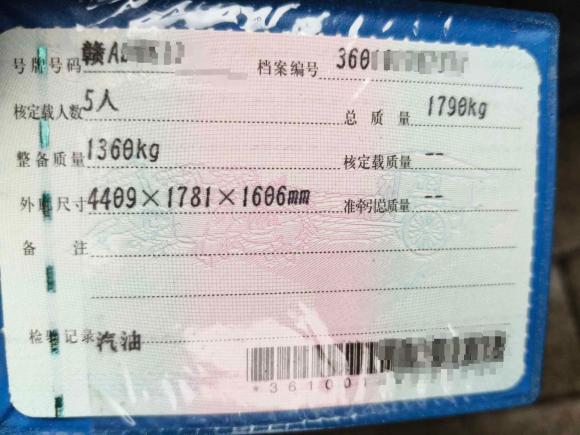 号牌号码 赣A 档案编号 3601
核定载人数 5人 总质量 1790kg
整备质量 1360kg 核定载质量 --
外廓尺寸 4409×1781×1606mm 准牵引总质量 --
备注
检验记录 汽油
*361001